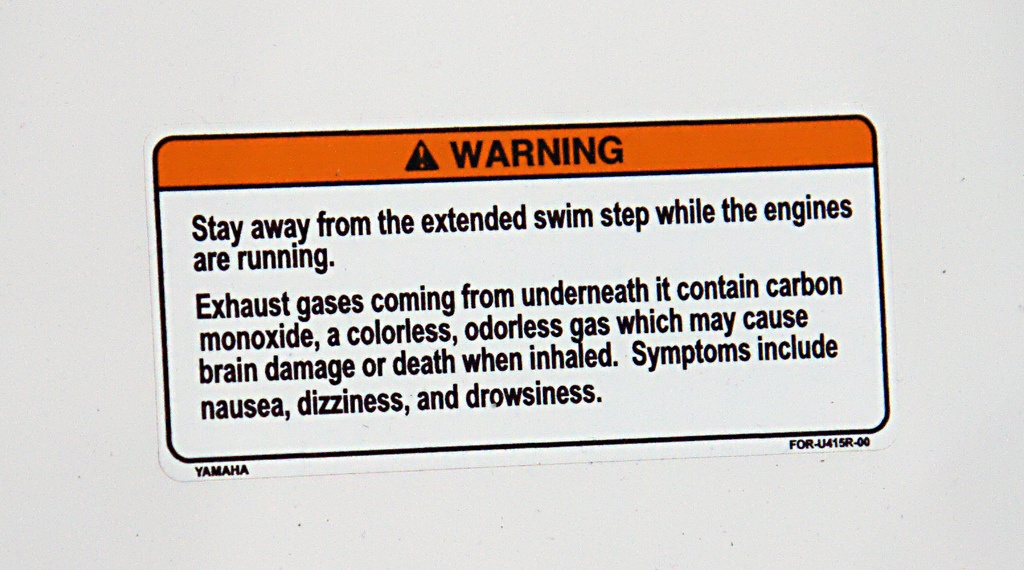 WARNING
Stay away from the extended swim step while the engines
are running.
Exhaust gases coming from underneath it contain carbon
monoxide, a colorless, odorless gas which may cause
brain damage or death when inhaled. Symptoms include
nausea, dizziness, and drowsiness.
YAMAHA
FOR-U415R-00